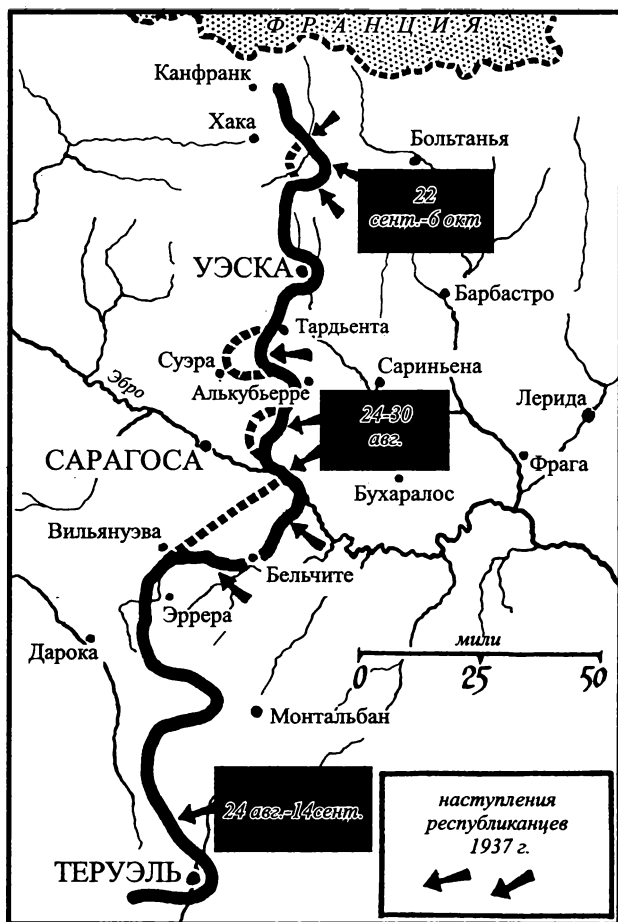 ФРАНЦИЯ
Канфранк
Хака
Больтанья
22
сент.-6 окт
УЭСКА
Барбастро
Тардьента
Суэра
Сариньена
Эбро
Алькубьерре
Лерида
24-30
авг.
САРАГОСА
Фрага
Бухаралос
Вильянуэва
Бельчите
Эррера
Дарока
мили
0 25 50
Монтальбан
24 авг.-14сент.
наступления
республиканцев
1937 г.
ТЕРУЭЛЬ